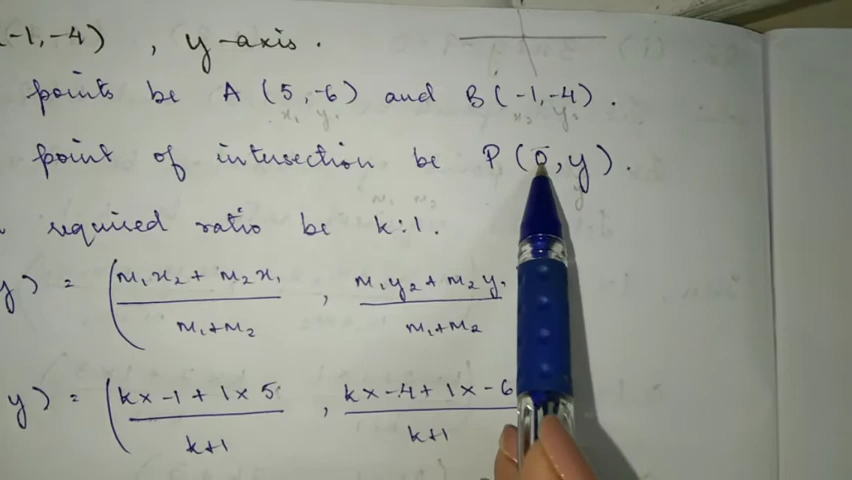 -1, -4) , y-axis.
points be A (5, -6) and B(-1, -4).
x₁ y₁ x₂ y₂
point of intersection be P (0, y).
required ratio be k:1.
y) = (m₁x₂ + m₂x₁ / m₁+m₂ , m₁y₂ + m₂y₁ / m₁+m₂
y) = (kx-1 + 1x5 / k+1 , kx-4 + 1x-6 / k+1